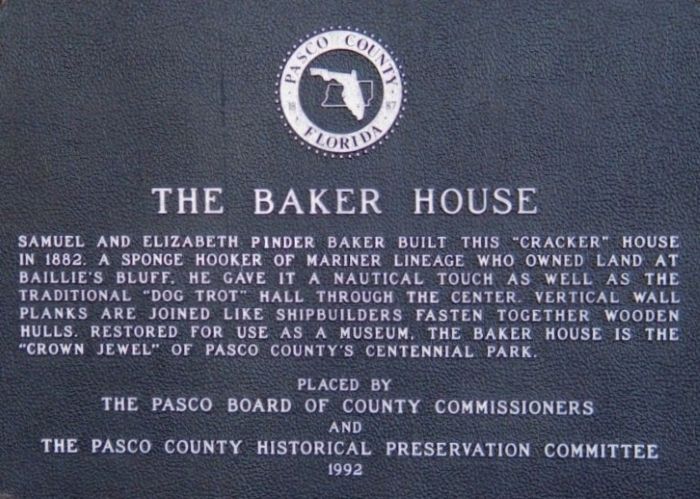 PASCO COUNTY
18 87
FLORIDA
THE BAKER HOUSE
SAMUEL AND ELIZABETH PINDER BAKER BUILT THIS "CRACKER" HOUSE
IN 1882. A SPONGE HOOKER OF MARINER LINEAGE WHO OWNED LAND AT
BAILLIE'S BLUFF, HE GAVE IT A NAUTICAL TOUCH AS WELL AS THE
TRADITIONAL "DOG TROT" HALL THROUGH THE CENTER. VERTICAL WALL
PLANKS ARE JOINED LIKE SHIPBUILDERS FASTEN TOGETHER WOODEN
HULLS. RESTORED FOR USE AS A MUSEUM, THE BAKER HOUSE IS THE
"CROWN JEWEL" OF PASCO COUNTY'S CENTENNIAL PARK.
PLACED BY
THE PASCO BOARD OF COUNTY COMMISSIONERS
AND
THE PASCO COUNTY HISTORICAL PRESERVATION COMMITTEE
1992